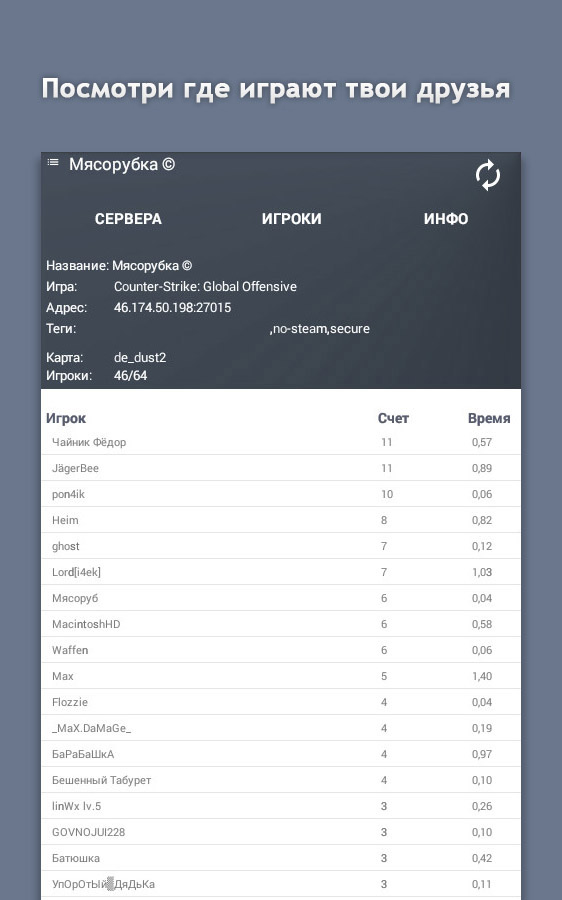 Посмотри где играют твои друзья
Мясорубка ©
СЕРВЕРА ИГРОКИ ИНФО
Название: Мясорубка ©
Игра: Counter-Strike: Global Offensive
Адрес: 46.174.50.198:27015
Теги: ,no-steam,secure
Карта: de_dust2
Игроки: 46/64
Игрок Счет Время
Чайник Фёдор 11 0,57
JägerBee 11 0,89
pon4ik 10 0,06
Heim 8 0,82
ghost 7 0,12
Lord[i4ek] 7 1,03
Мясоруб 6 0,04
MacintoshHD 6 0,58
Waffen 6 0,06
Max 5 1,40
Flozzie 4 0,04
_MaX.DaMaGe_ 4 0,19
БаРаБаШкА 4 0,97
Бешенный Табурет 4 0,10
linWx lv.5 3 0,26
GOVNOJUI228 3 0,10
Батюшка 3 0,42
УпОрОтЫй▒ДяДьКа 3 0,11